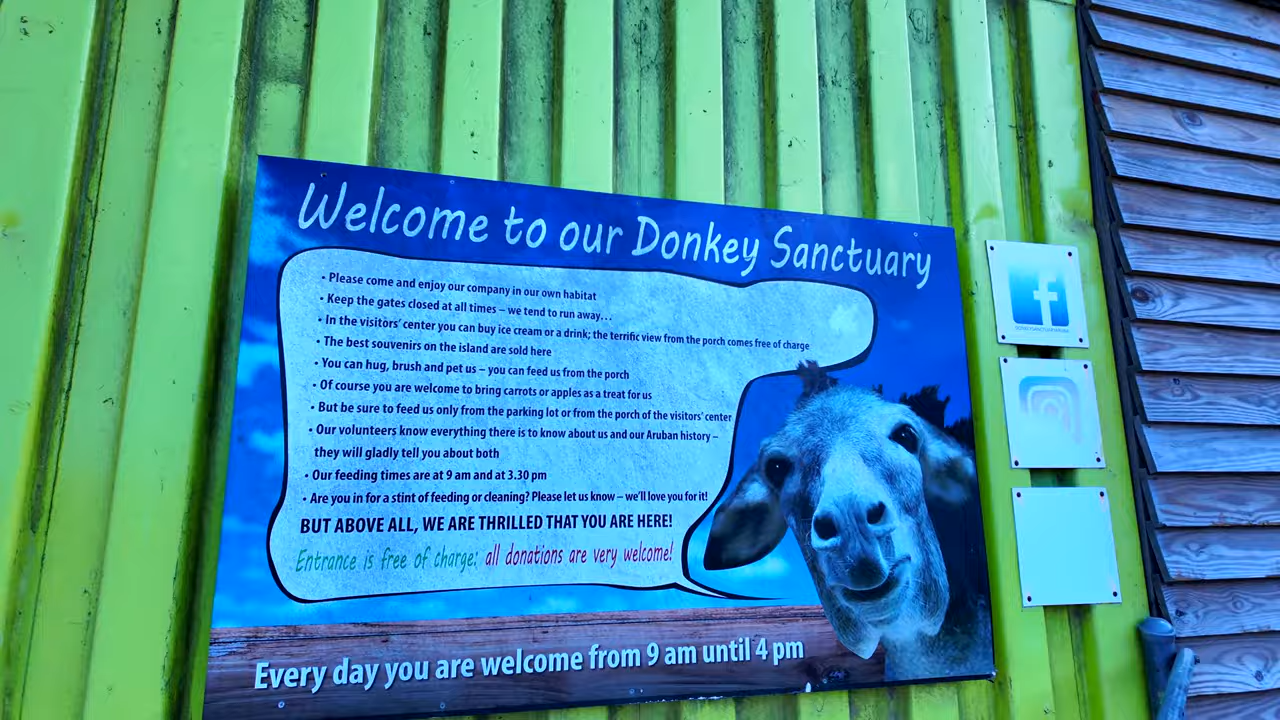 Welcome to our Donkey Sanctuary
• Please come and enjoy our company in our own habitat
• Keep the gates closed at all times – we tend to run away…
• In the visitors' center you can buy ice cream or a drink; the terrific view from the porch comes free of charge
• The best souvenirs on the island are sold here
• You can hug, brush and pet us – you can feed us from the porch
• Of course you are welcome to bring carrots or apples as a treat for us
• But be sure to feed us only from the parking lot or from the porch of the visitors' center
• Our volunteers know everything there is to know about us and our Aruban history –
they will gladly tell you about both
• Our feeding times are at 9 am and at 3.30 pm
• Are you in for a stint of feeding or cleaning? Please let us know – we'll love you for it!
BUT ABOVE ALL, WE ARE THRILLED THAT YOU ARE HERE!
Entrance is free of charge; all donations are very welcome!
Every day you are welcome from 9 am until 4 pm
f